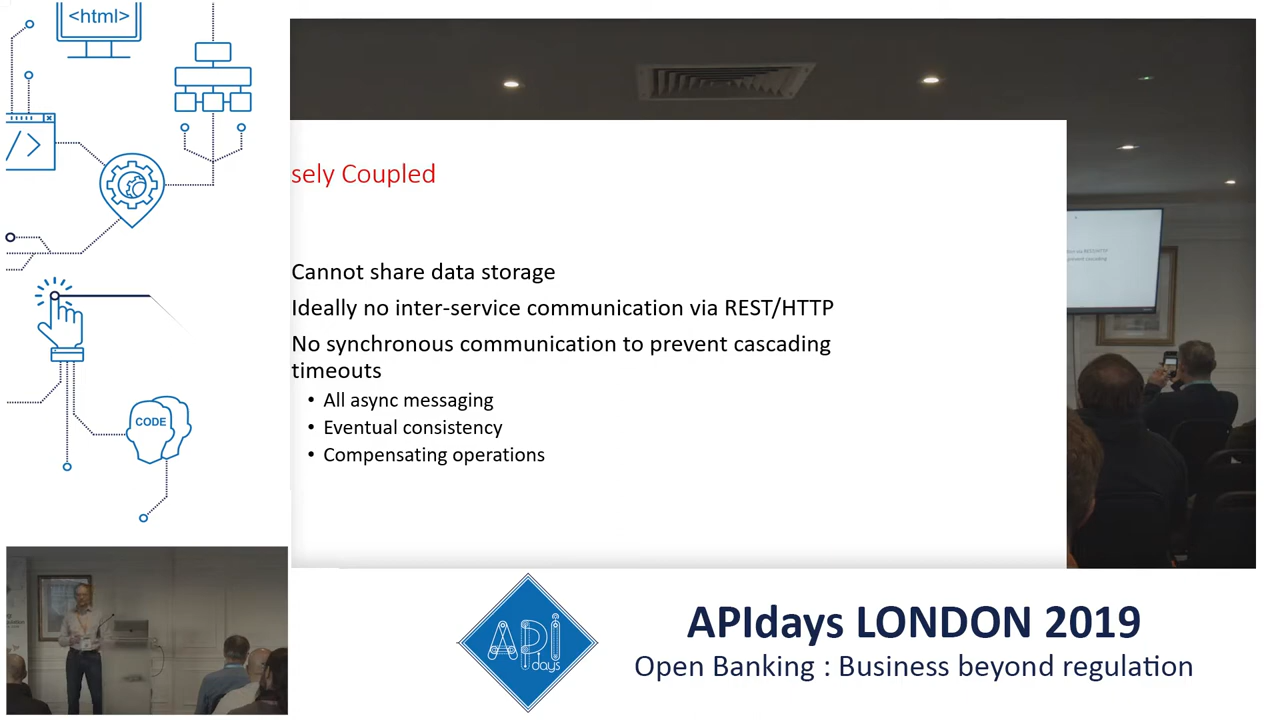 <html>
/>
CODE
sely Coupled
Cannot share data storage
Ideally no inter-service communication via REST/HTTP
No synchronous communication to prevent cascading
timeouts
• All async messaging
• Eventual consistency
• Compensating operations
API
days
APIdays LONDON 2019
Open Banking : Business beyond regulation